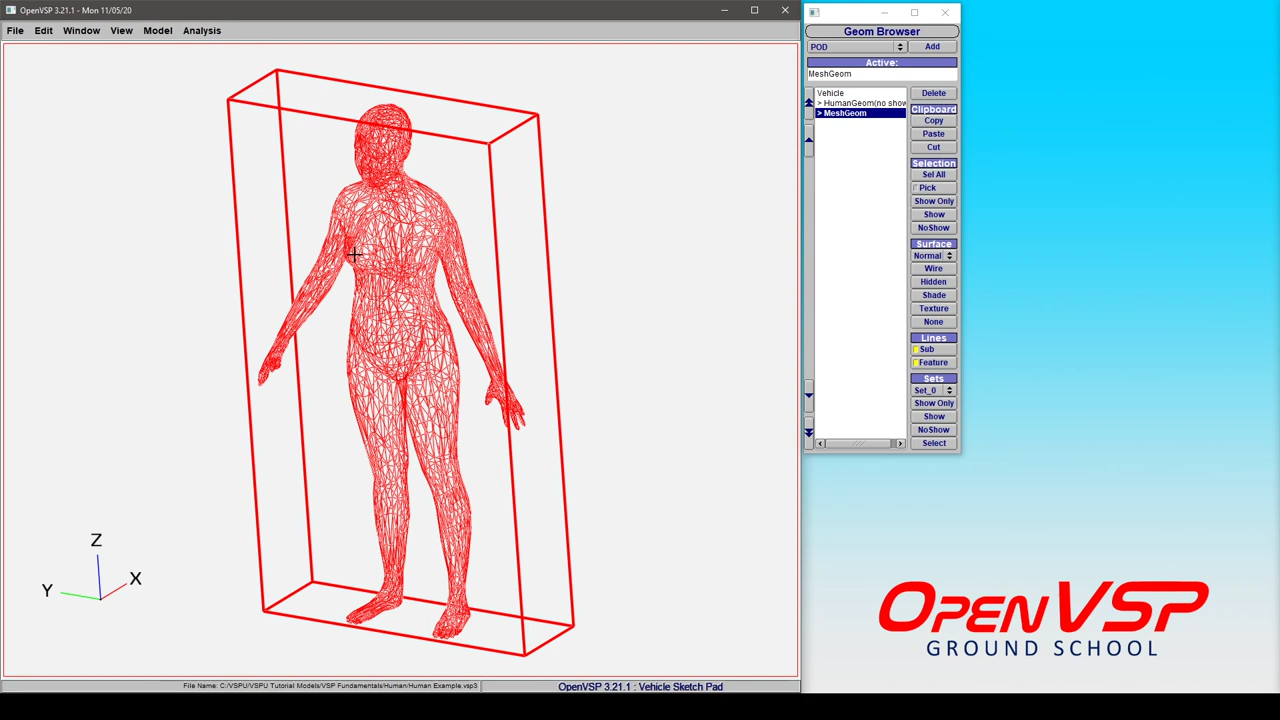 OpenVSP 3.21.1 - Mon 11/05/20
File Edit Window View Model Analysis
Z
Y
X
File Name: C:/VSPU/VSPU Tutorial Models/VSP Fundamentals/Human/Human Example.vsp3
OpenVSP 3.21.1 : Vehicle Sketch Pad
Geom Browser
POD
Add
Active:
MeshGeom
Vehicle
> HumanGeom(no show
> MeshGeom
Delete
Clipboard
Copy
Paste
Cut
Selection
Sel All
Pick
Show Only
Show
NoShow
Surface
Normal
Wire
Hidden
Shade
Texture
None
Lines
Sub
Feature
Sets
Set_0
Show Only
Show
NoShow
Select
OpenVSP
GROUND SCHOOL